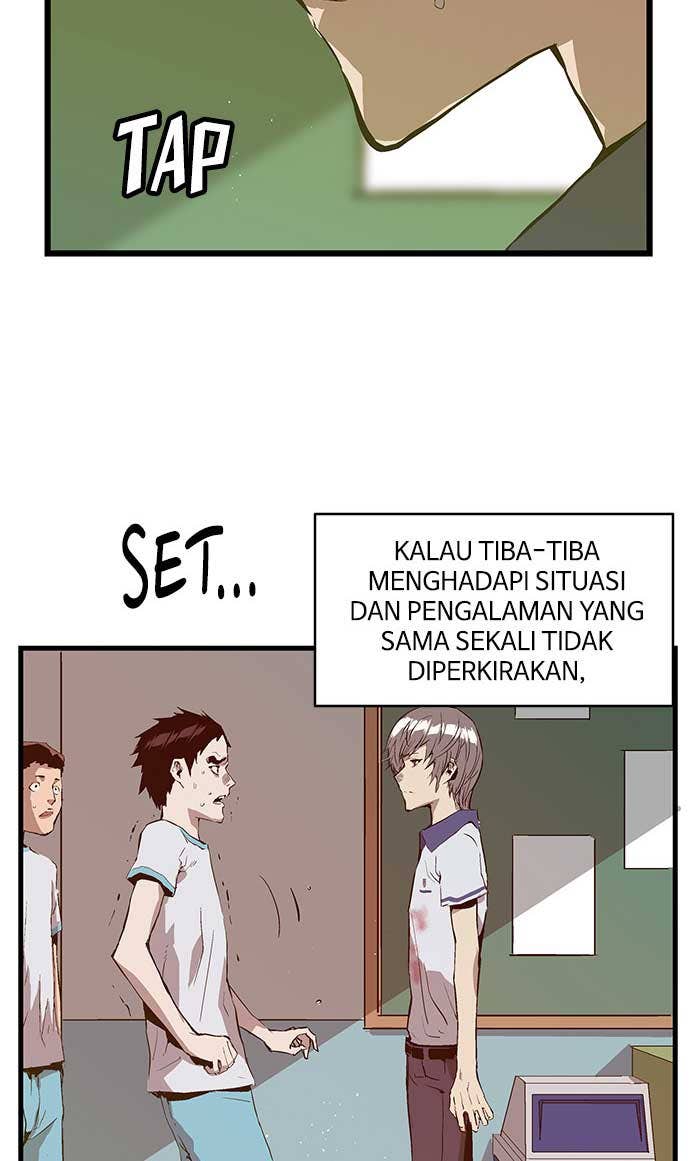 TAP
SET...
KALAU TIBA-TIBA
MENGHADAPI SITUASI
DAN PENGALAMAN YANG
SAMA SEKALI TIDAK
DIPERKIRAKAN,